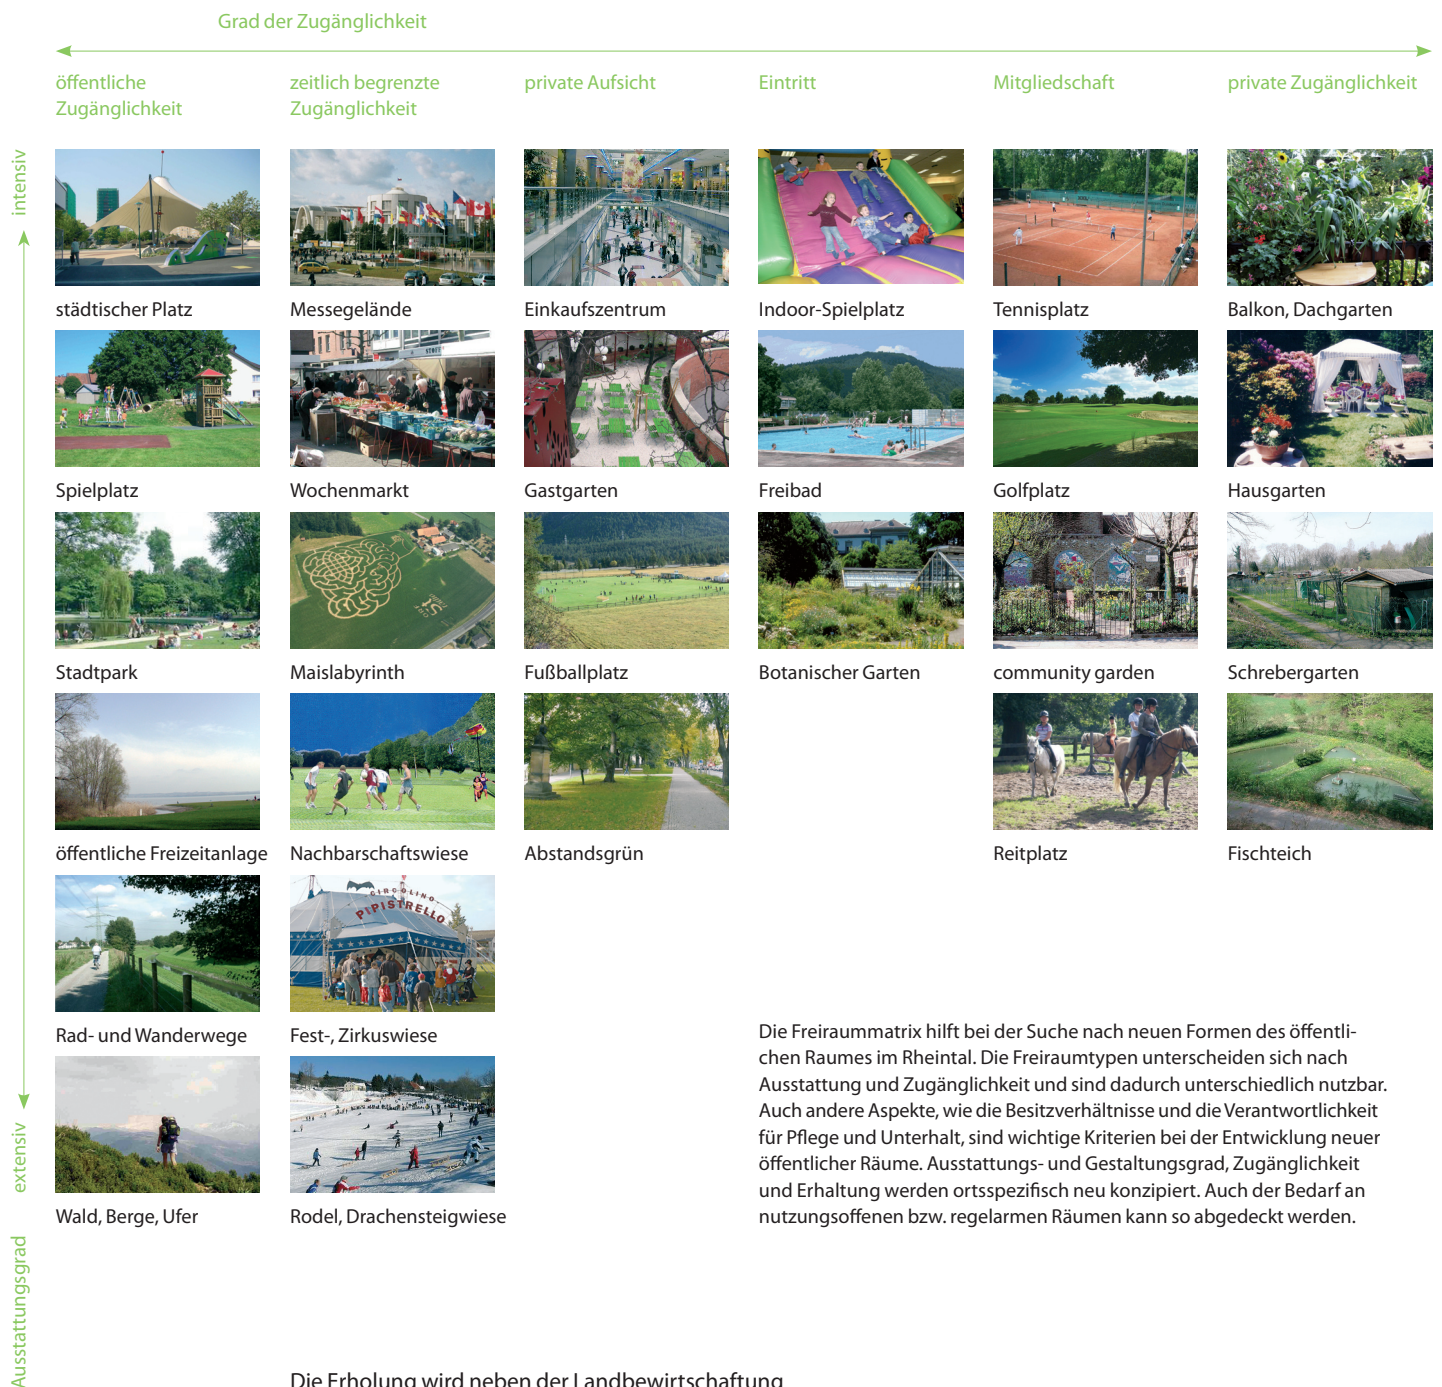 Grad der Zugänglichkeit
öffentliche
Zugänglichkeit
zeitlich begrenzte
Zugänglichkeit
private Aufsicht
Eintritt
Mitgliedschaft
private Zugänglichkeit
intensiv
städtischer Platz
Messegelände
Einkaufszentrum
Indoor-Spielplatz
Tennisplatz
Balkon, Dachgarten
Spielplatz
Wochenmarkt
Gastgarten
Freibad
Golfplatz
Hausgarten
Stadtpark
Maislabyrinth
Fußballplatz
Botanischer Garten
community garden
Schrebergarten
öffentliche Freizeitanlage
Nachbarschaftswiese
Abstandsgrün
Reitplatz
Fischteich
CIRCOLINO
PIPISTRELLO
Rad- und Wanderwege
Fest-, Zirkuswiese
Wald, Berge, Ufer
Rodel, Drachensteigwiese
extensiv
Ausstattungsgrad
Die Freiraummatrix hilft bei der Suche nach neuen Formen des öffentli-
chen Raumes im Rheintal. Die Freiraumtypen unterscheiden sich nach
Ausstattung und Zugänglichkeit und sind dadurch unterschiedlich nutzbar.
Auch andere Aspekte, wie die Besitzverhältnisse und die Verantwortlichkeit
für Pflege und Unterhalt, sind wichtige Kriterien bei der Entwicklung neuer
öffentlicher Räume. Ausstattungs- und Gestaltungsgrad, Zugänglichkeit
und Erhaltung werden ortsspezifisch neu konzipiert. Auch der Bedarf an
nutzungsoffenen bzw. regelarmen Räumen kann so abgedeckt werden.
Die Erholung wird neben der Landbewirtschaftung